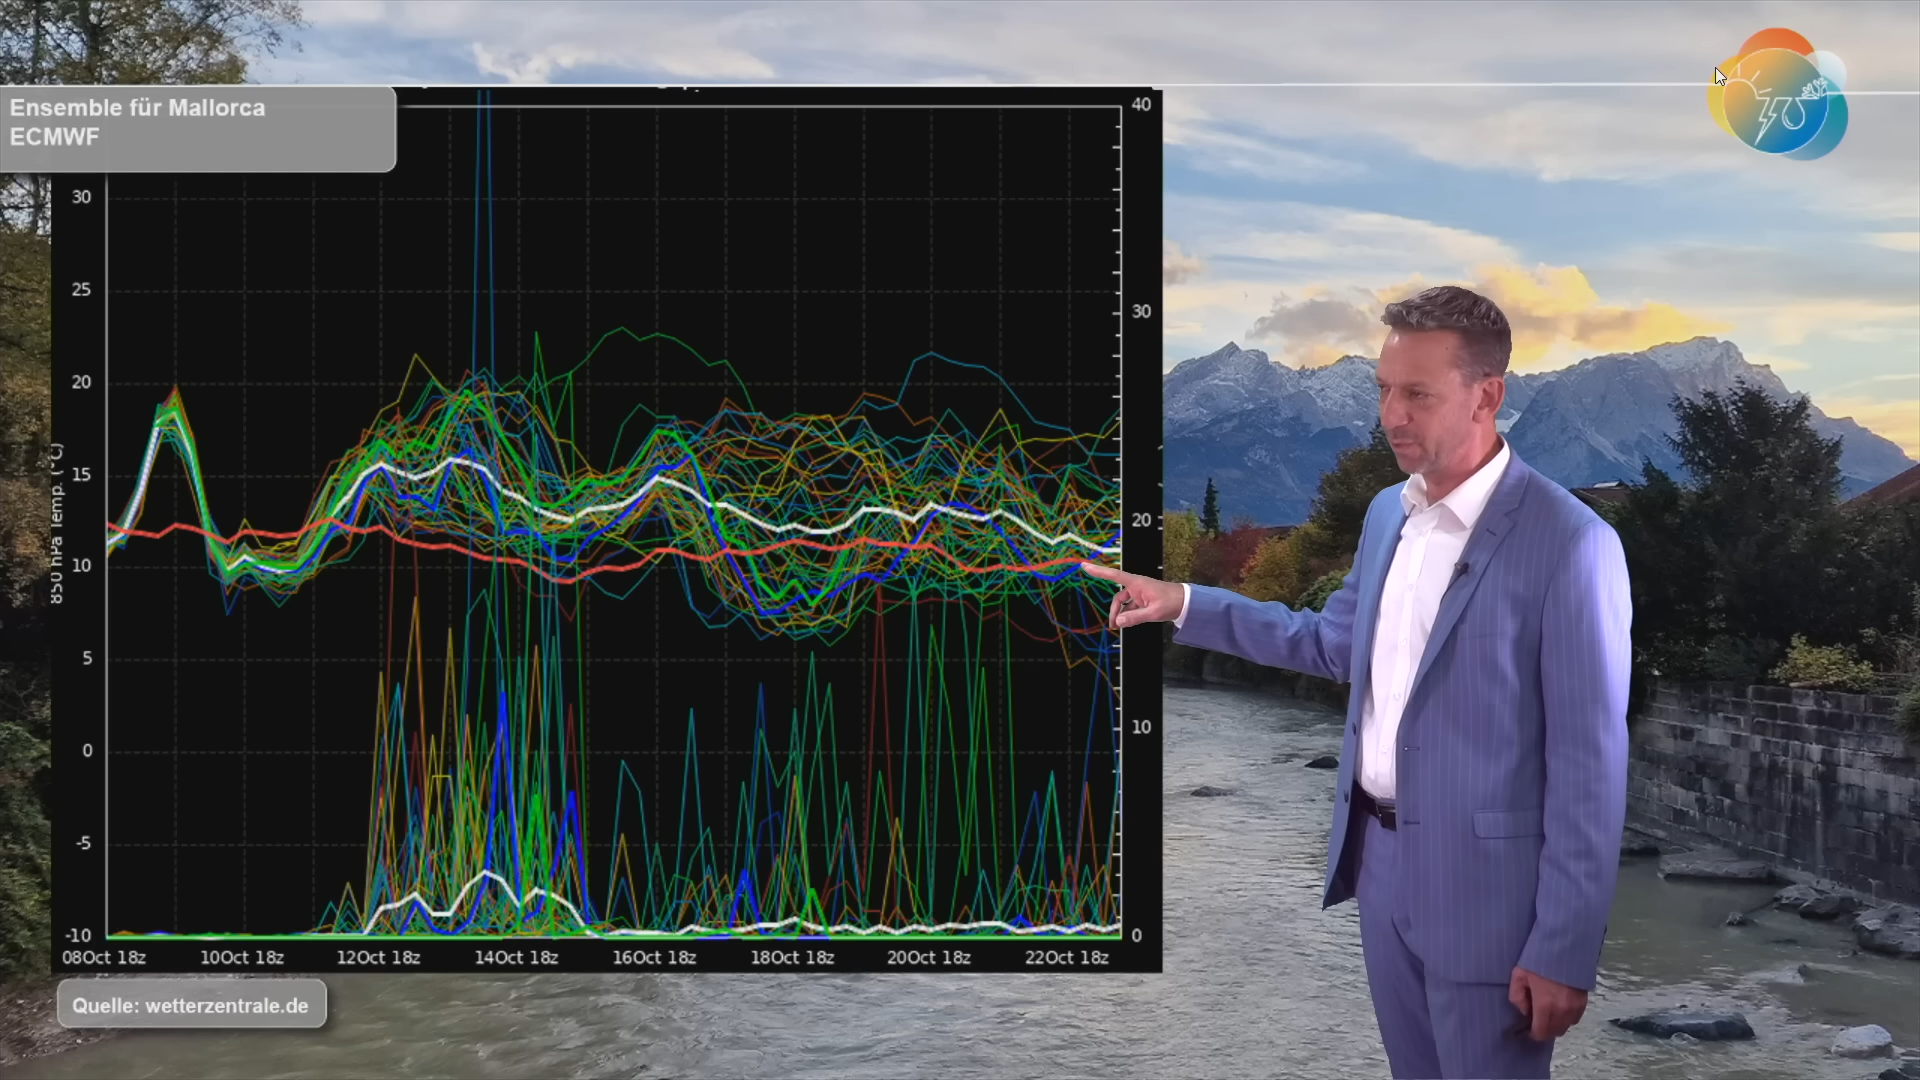 Ensemble für Mallorca
ECMWF
40
30
25
30
20
15
20
850 hPa Temp. (°C)
10
5
10
0
-5
-10
0
08Oct 18z
10Oct 18z
12Oct 18z
14Oct 18z
16Oct 18z
18Oct 18z
20Oct 18z
22Oct 18z
Quelle: wetterzentrale.de